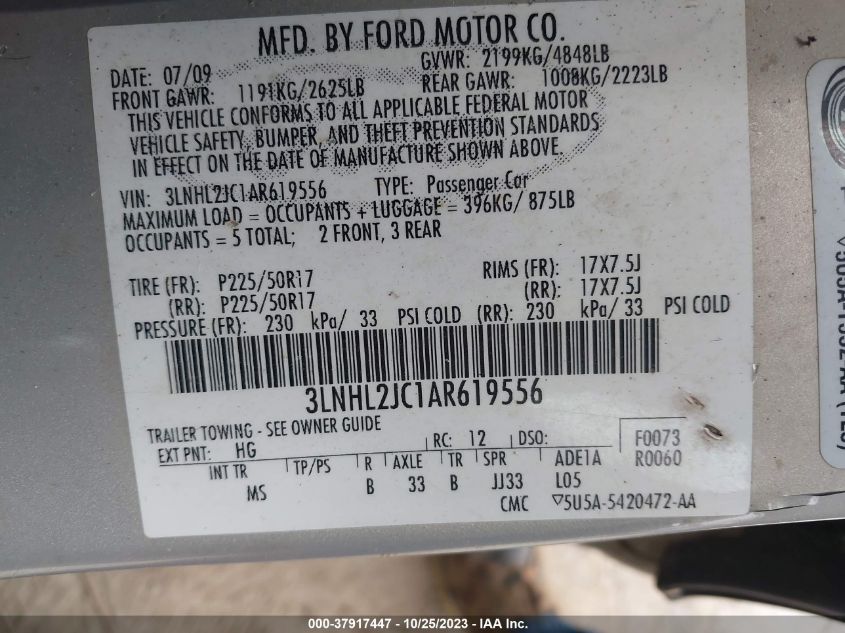 MFD. BY FORD MOTOR CO.
DATE: 07/09 GVWR: 2199KG/4848LB
FRONT GAWR: 1191KG/2625LB REAR GAWR: 1008KG/2223LB
THIS VEHICLE CONFORMS TO ALL APPLICABLE FEDERAL MOTOR
VEHICLE SAFETY, BUMPER, AND THEFT PREVENTION STANDARDS
IN EFFECT ON THE DATE OF MANUFACTURE SHOWN ABOVE.
VIN: 3LNHL2JC1AR619556 TYPE: Passenger Car
MAXIMUM LOAD = OCCUPANTS + LUGGAGE = 396KG/ 875LB
OCCUPANTS = 5 TOTAL; 2 FRONT, 3 REAR
TIRE (FR): P225/50R17 RIMS (FR): 17X7.5J
(RR): P225/50R17 (RR): 17X7.5J
PRESSURE (FR): 230 kPa/ 33 PSI COLD (RR): 230 kPa/ 33 PSI COLD
3LNHL2JC1AR619556
TRAILER TOWING - SEE OWNER GUIDE
EXT PNT: HG RC: 12 DSO: F0073
INT TR TP/PS R AXLE TR SPR ADE1A R0060
MS B 33 B JJ33 L05
CMC ▽5U5A-5420472-AA
000-37917447 - 10/25/2023 - IAA Inc.